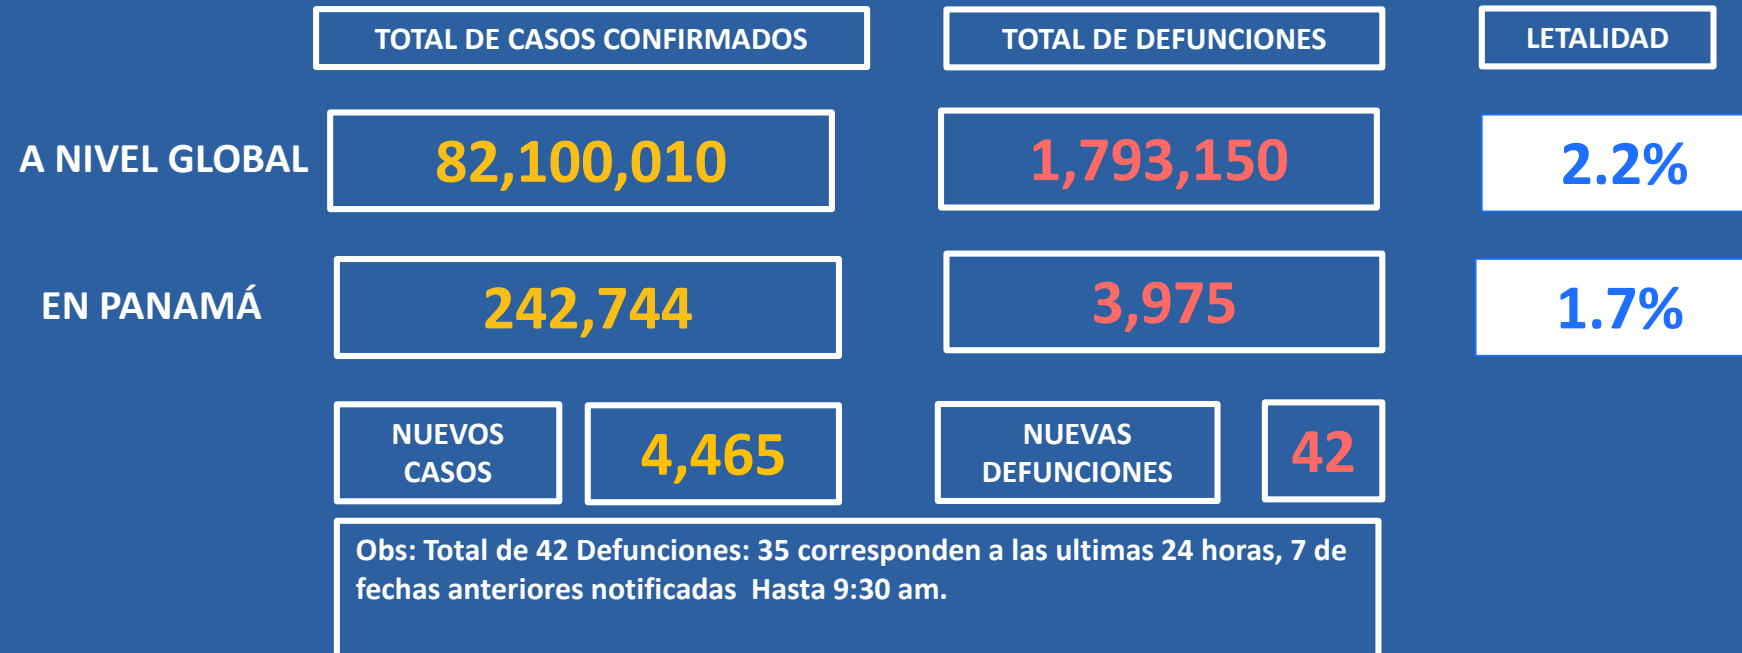 TOTAL DE CASOS CONFIRMADOS
TOTAL DE DEFUNCIONES
LETALIDAD
A NIVEL GLOBAL
82,100,010
1,793,150
2.2%
EN PANAMÁ
242,744
3,975
1.7%
NUEVOS
CASOS
4,465
NUEVAS
DEFUNCIONES
42
Obs: Total de 42 Defunciones: 35 corresponden a las ultimas 24 horas, 7 de
fechas anteriores notificadas  Hasta 9:30 am.